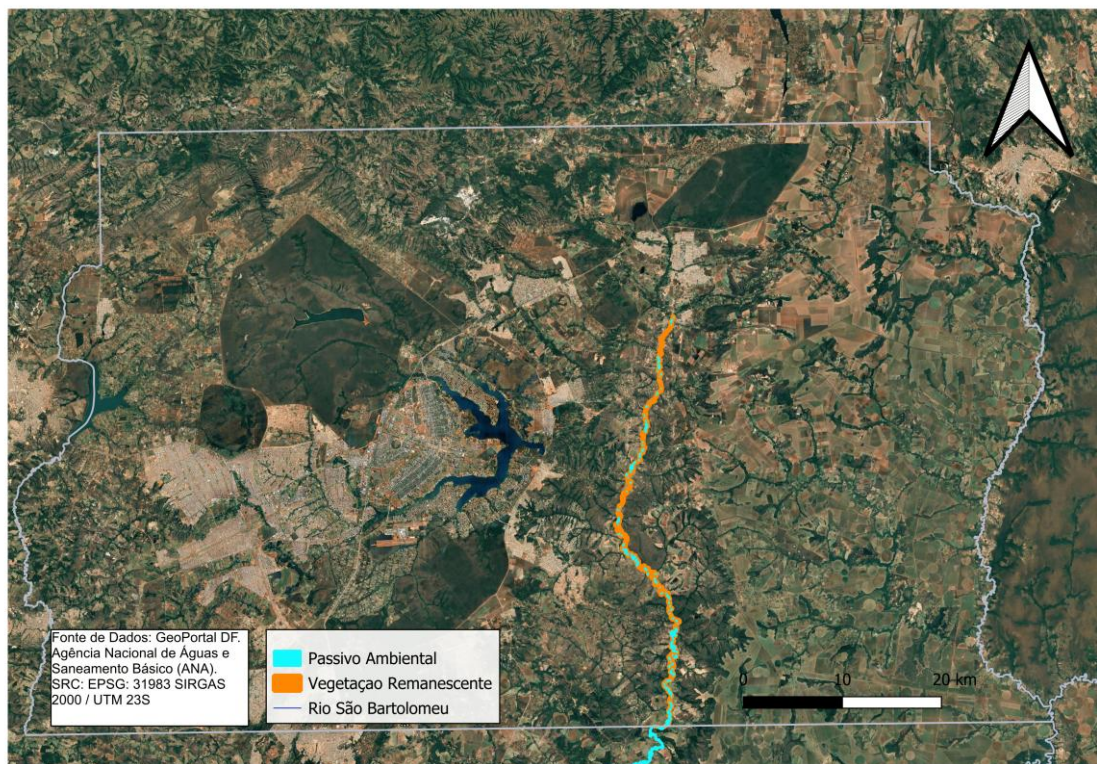 Fonte de Dados: GeoPortal DF.
Agência Nacional de Águas e
Saneamento Básico (ANA).
SRC: EPSG: 31983 SIRGAS
2000 / UTM 23S
Passivo Ambiental
Vegetaçao Remanescente
Rio São Bartolomeu
0 10 20 km